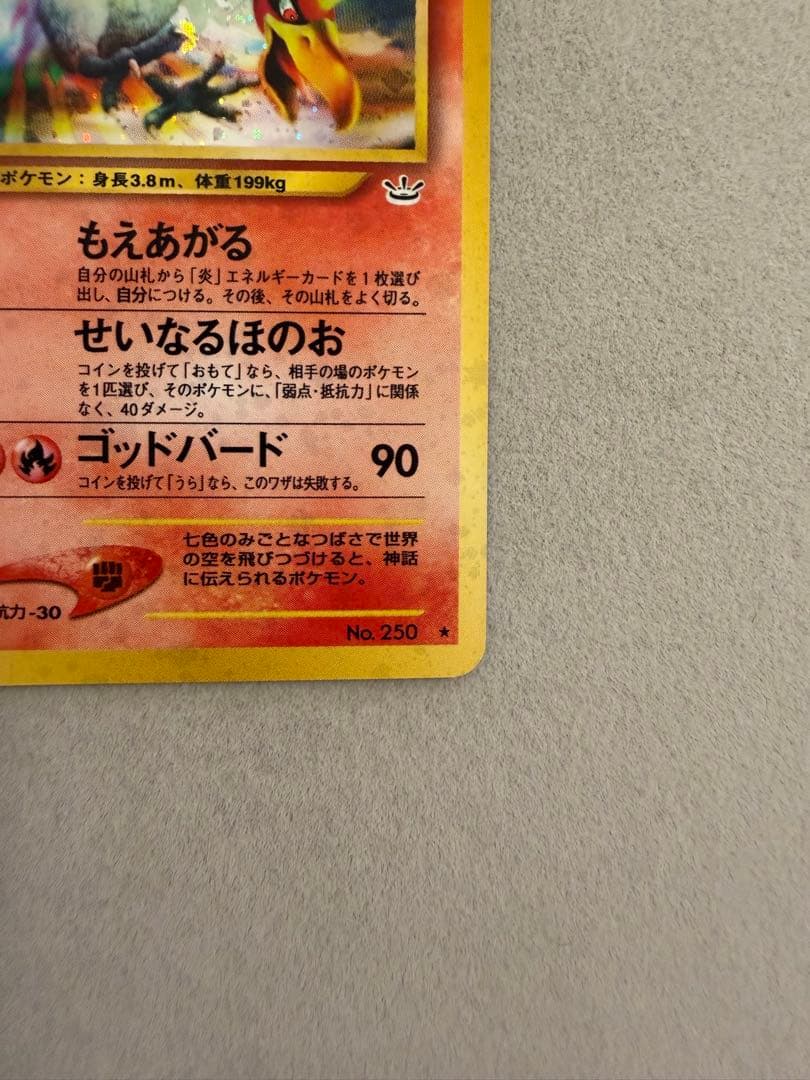 ポケモン：身長3.8m、体重199kg
もえあがる
自分の山札から「炎」エネルギーカードを1枚選び
出し、自分につける。その後、その山札をよく切る。
せいなるほのお
コインを投げて「おもて」なら、相手の場のポケモン
を1匹選び、そのポケモンに、「弱点・抵抗力」に関係
なく、40ダメージ。
ゴッドバード 90
コインを投げて「うら」なら、このワザは失敗する。
七色のみごとなつばさで世界
の空を飛びつづけると、神話
に伝えられるポケモン。
抗力-30
No. 250 ★